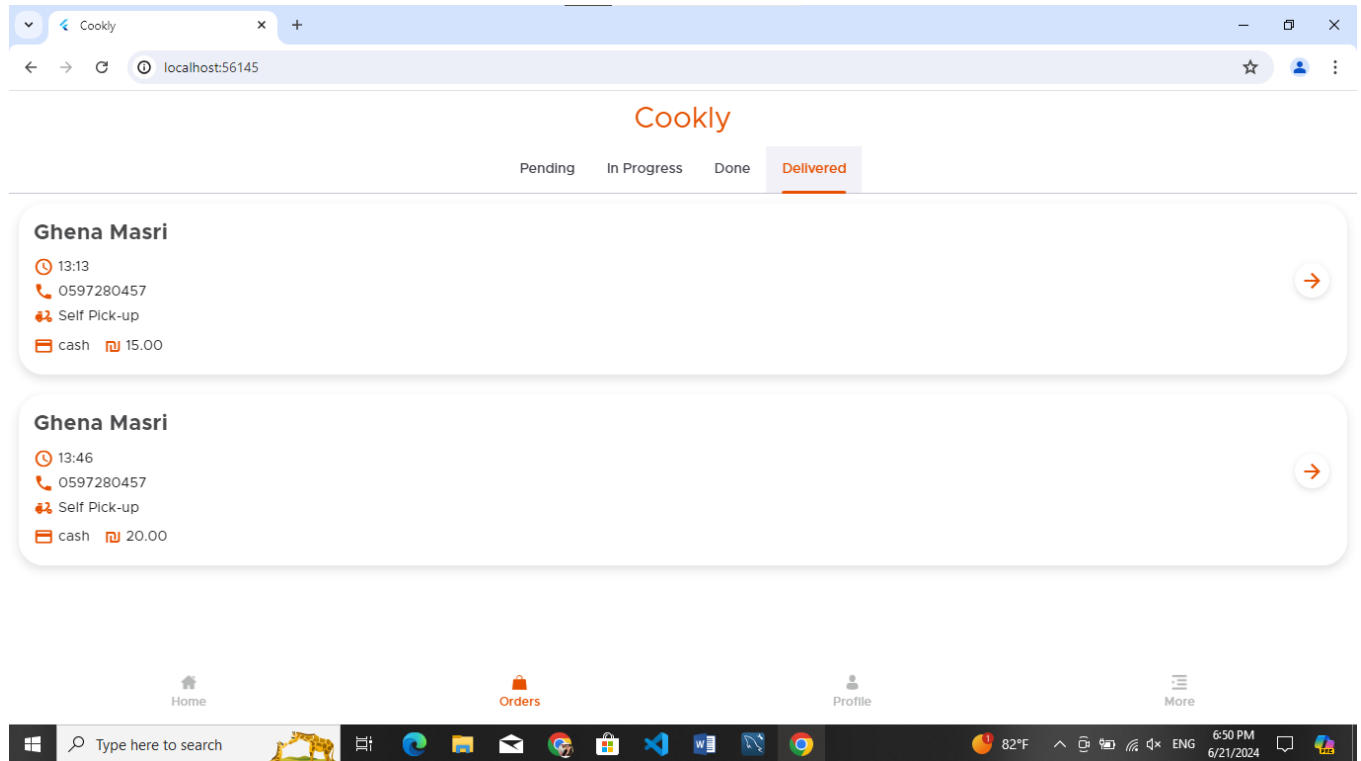 Cookly
localhost:56145
Cookly
Pending In Progress Done Delivered
Ghena Masri
13:13
0597280457
Self Pick-up
cash ₪ 15.00
Ghena Masri
13:46
0597280457
Self Pick-up
cash ₪ 20.00
Home Orders Profile More
Type here to search
1 82°F ENG 6:50 PM
6/21/2024